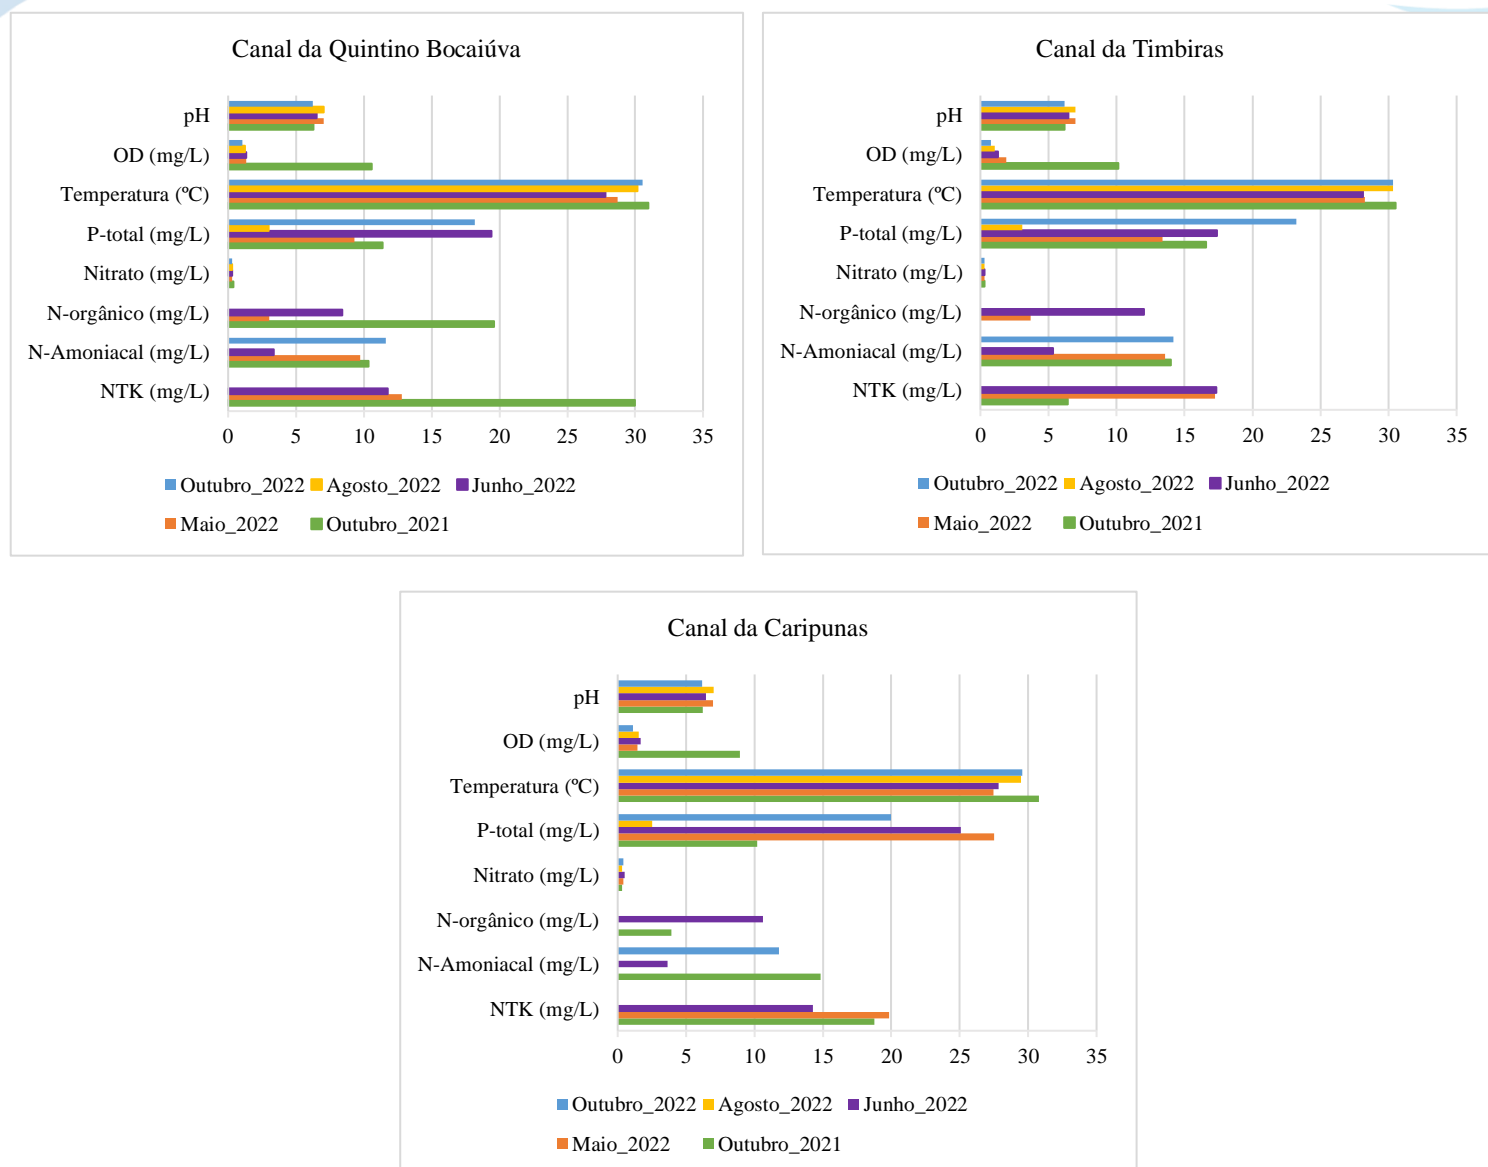 Canal da Quintino Bocaiúva
pH
OD (mg/L)
Temperatura (ºC)
P-total (mg/L)
Nitrato (mg/L)
N-orgânico (mg/L)
N-Amoniacal (mg/L)
NTK (mg/L)
0 5 10 15 20 25 30 35
Outubro_2022 Agosto_2022 Junho_2022
Maio_2022 Outubro_2021
Canal da Timbiras
pH
OD (mg/L)
Temperatura (ºC)
P-total (mg/L)
Nitrato (mg/L)
N-orgânico (mg/L)
N-Amoniacal (mg/L)
NTK (mg/L)
0 5 10 15 20 25 30 35
Outubro_2022 Agosto_2022 Junho_2022
Maio_2022 Outubro_2021
Canal da Caripunas
pH
OD (mg/L)
Temperatura (ºC)
P-total (mg/L)
Nitrato (mg/L)
N-orgânico (mg/L)
N-Amoniacal (mg/L)
NTK (mg/L)
0 5 10 15 20 25 30 35
Outubro_2022 Agosto_2022 Junho_2022
Maio_2022 Outubro_2021